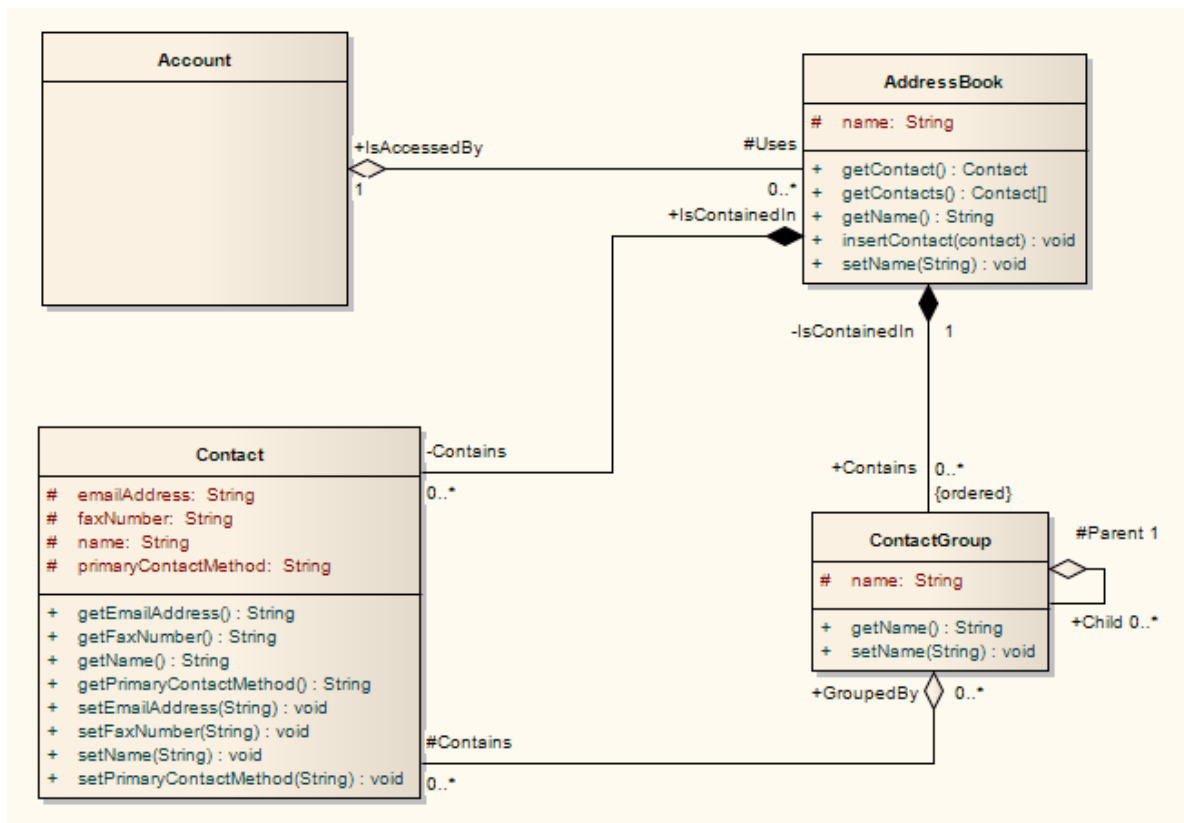 Account
AddressBook
# name: String
+ getContact() : Contact
+ getContacts() : Contact[]
+ getName() : String
+ insertContact(contact) : void
+ setName(String) : void
+IsAccessedBy
1
#Uses
0..*
+IsContainedIn
-IsContainedIn 1
-Contains
0..*
+Contains 0..*
{ordered}
Contact
# emailAddress: String
# faxNumber: String
# name: String
# primaryContactMethod: String
+ getEmailAddress() : String
+ getFaxNumber() : String
+ getName() : String
+ getPrimaryContactMethod() : String
+ setEmailAddress(String) : void
+ setFaxNumber(String) : void
+ setName(String) : void
+ setPrimaryContactMethod(String) : void
ContactGroup
# name: String
+ getName() : String
+ setName(String) : void
#Parent 1
+Child 0..*
+GroupedBy 0..*
#Contains
0..*